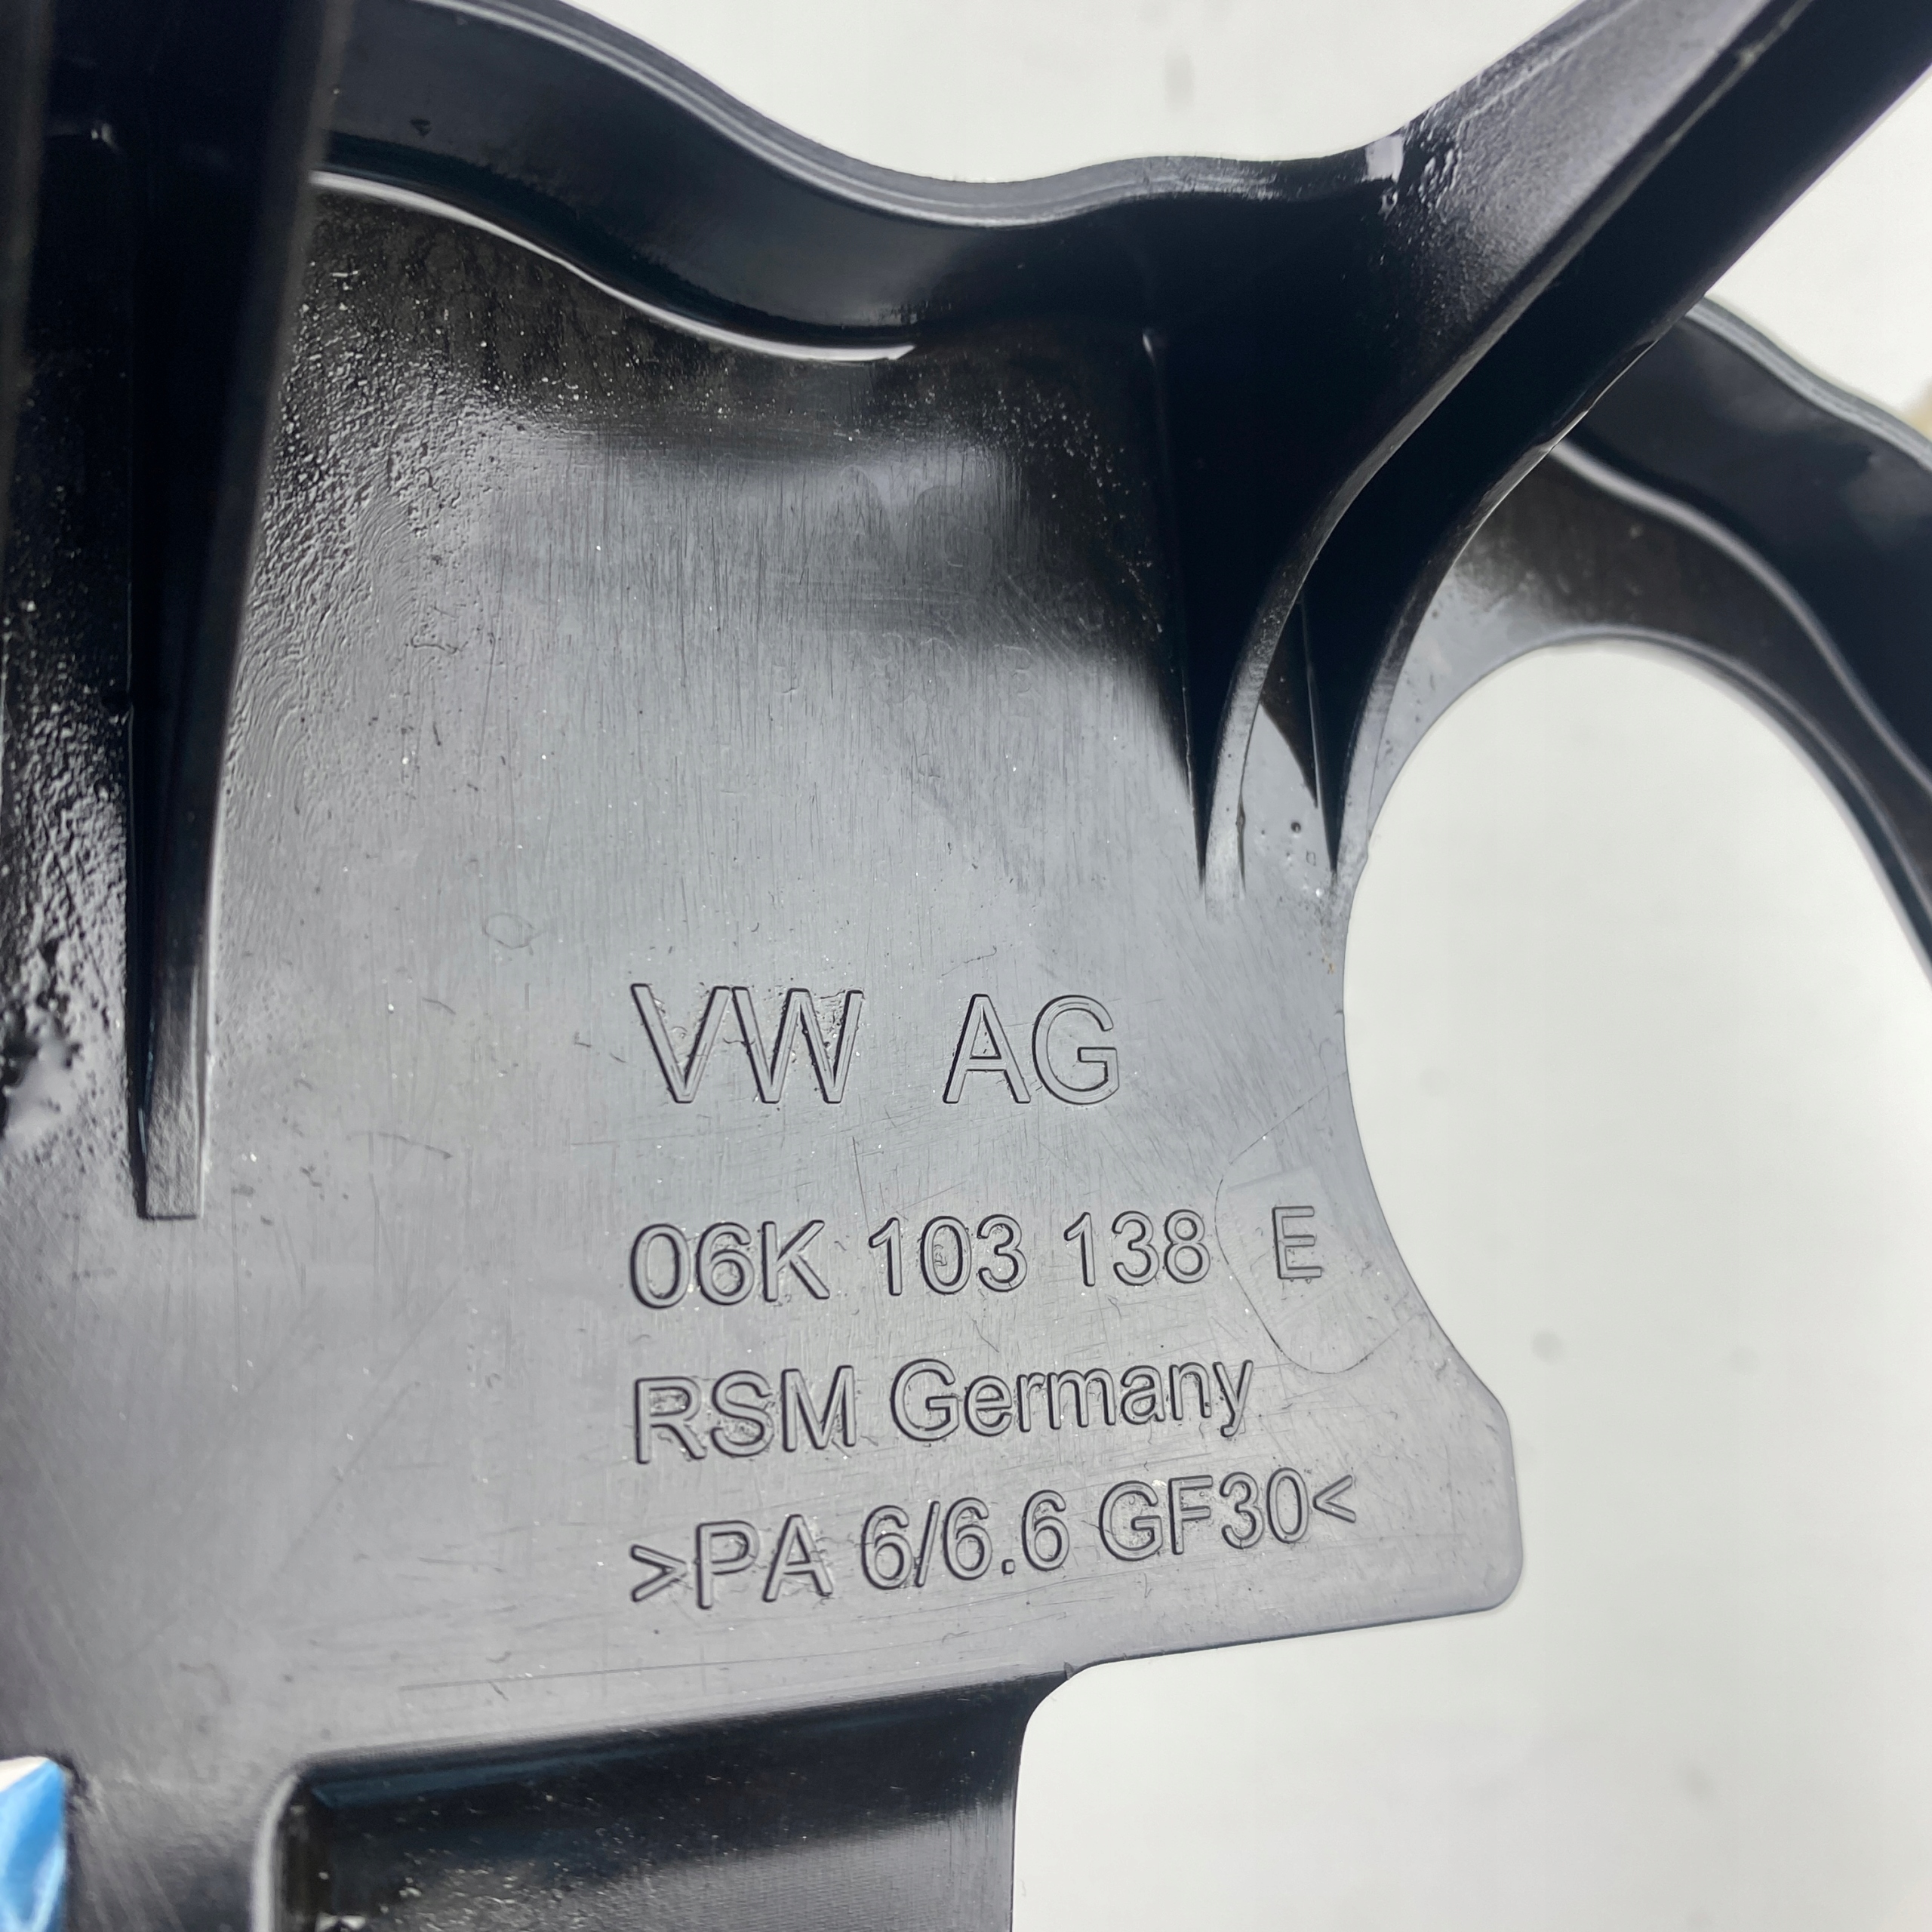 VW AG
06K 103 138 E
RSM Germany
>PA 6/6.6 GF30<